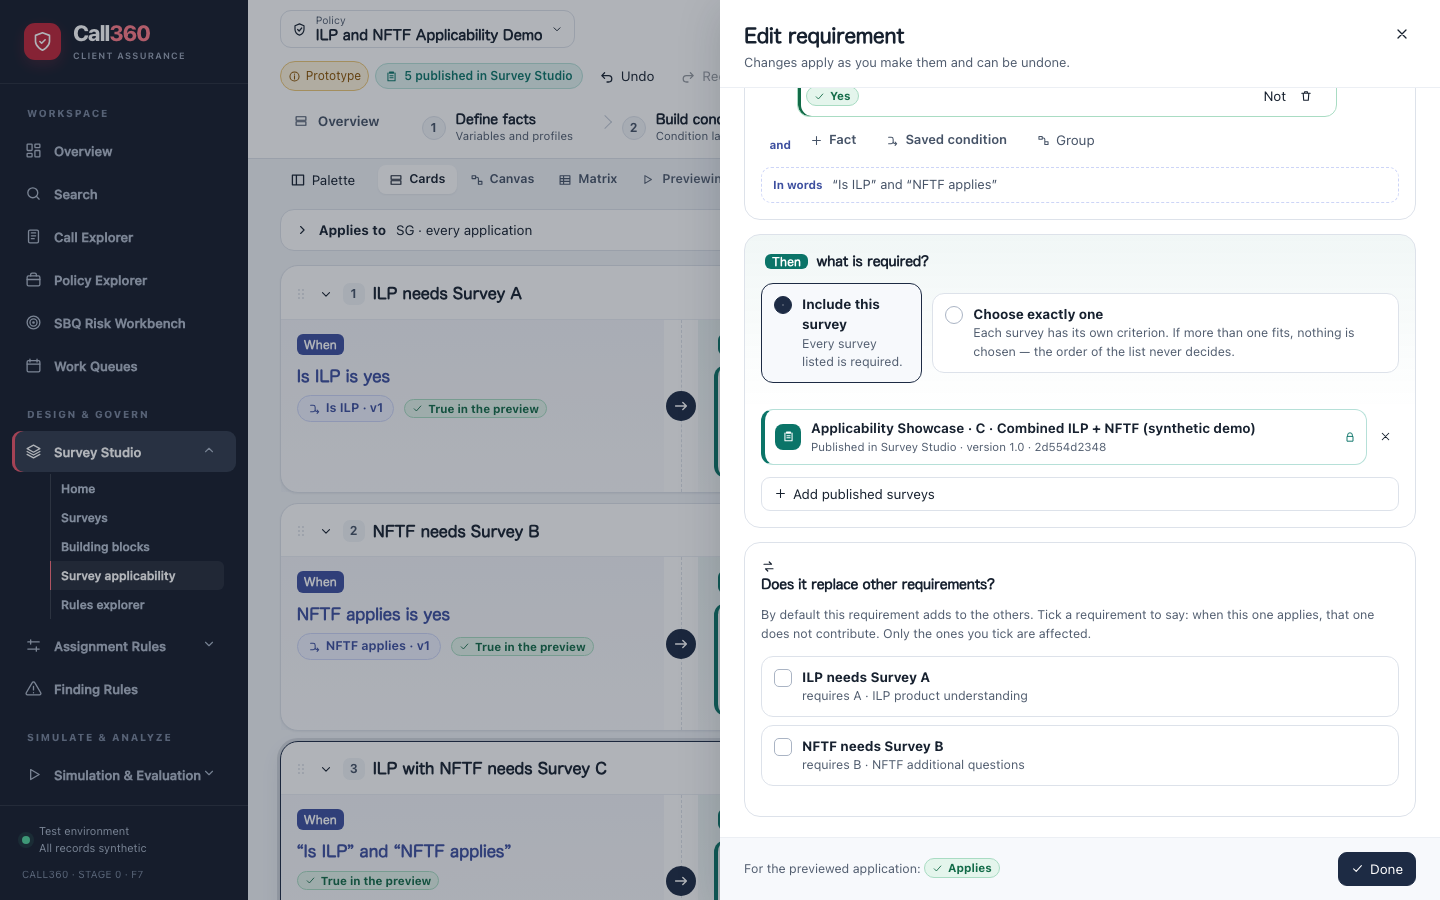 Call360
CLIENT ASSURANCE
WORKSPACE
Overview
Search
Call Explorer
Policy Explorer
SBQ Risk Workbench
Work Queues
DESIGN & GOVERN
Survey Studio
Home
Surveys
Building blocks
Survey applicability
Rules explorer
Assignment Rules
Finding Rules
SIMULATE & ANALYZE
Simulation & Evaluation
Test environment
All records synthetic
CALL360 · STAGE 0 · F7
Policy
ILP and NFTF Applicability Demo
Prototype
5 published in Survey Studio
Undo
Overview
1
Define facts
Variables and profiles
2
Palette
Cards
Canvas
Matrix
Applies to SG · every application
1 ILP needs Survey A
When
Is ILP is yes
Is ILP · v1
True in the preview
2 NFTF needs Survey B
When
NFTF applies is yes
NFTF applies · v1
True in the preview
3 ILP with NFTF needs Survey C
When
“Is ILP” and “NFTF applies”
True in the preview
Edit requirement
Changes apply as you make them and can be undone.
Yes
Not
and
Fact
Saved condition
Group
In words “Is ILP” and “NFTF applies”
Then what is required?
Include this
survey
Every survey
listed is required.
Choose exactly one
Each survey has its own criterion. If more than one fits, nothing is
chosen — the order of the list never decides.
Applicability Showcase · C · Combined ILP + NFTF (synthetic demo)
Published in Survey Studio · version 1.0 · 2d554d2348
Add published surveys
Does it replace other requirements?
By default this requirement adds to the others. Tick a requirement to say: when this one applies, that one
does not contribute. Only the ones you tick are affected.
ILP needs Survey A
requires A · ILP product understanding
NFTF needs Survey B
requires B · NFTF additional questions
For the previewed application: Applies
Done